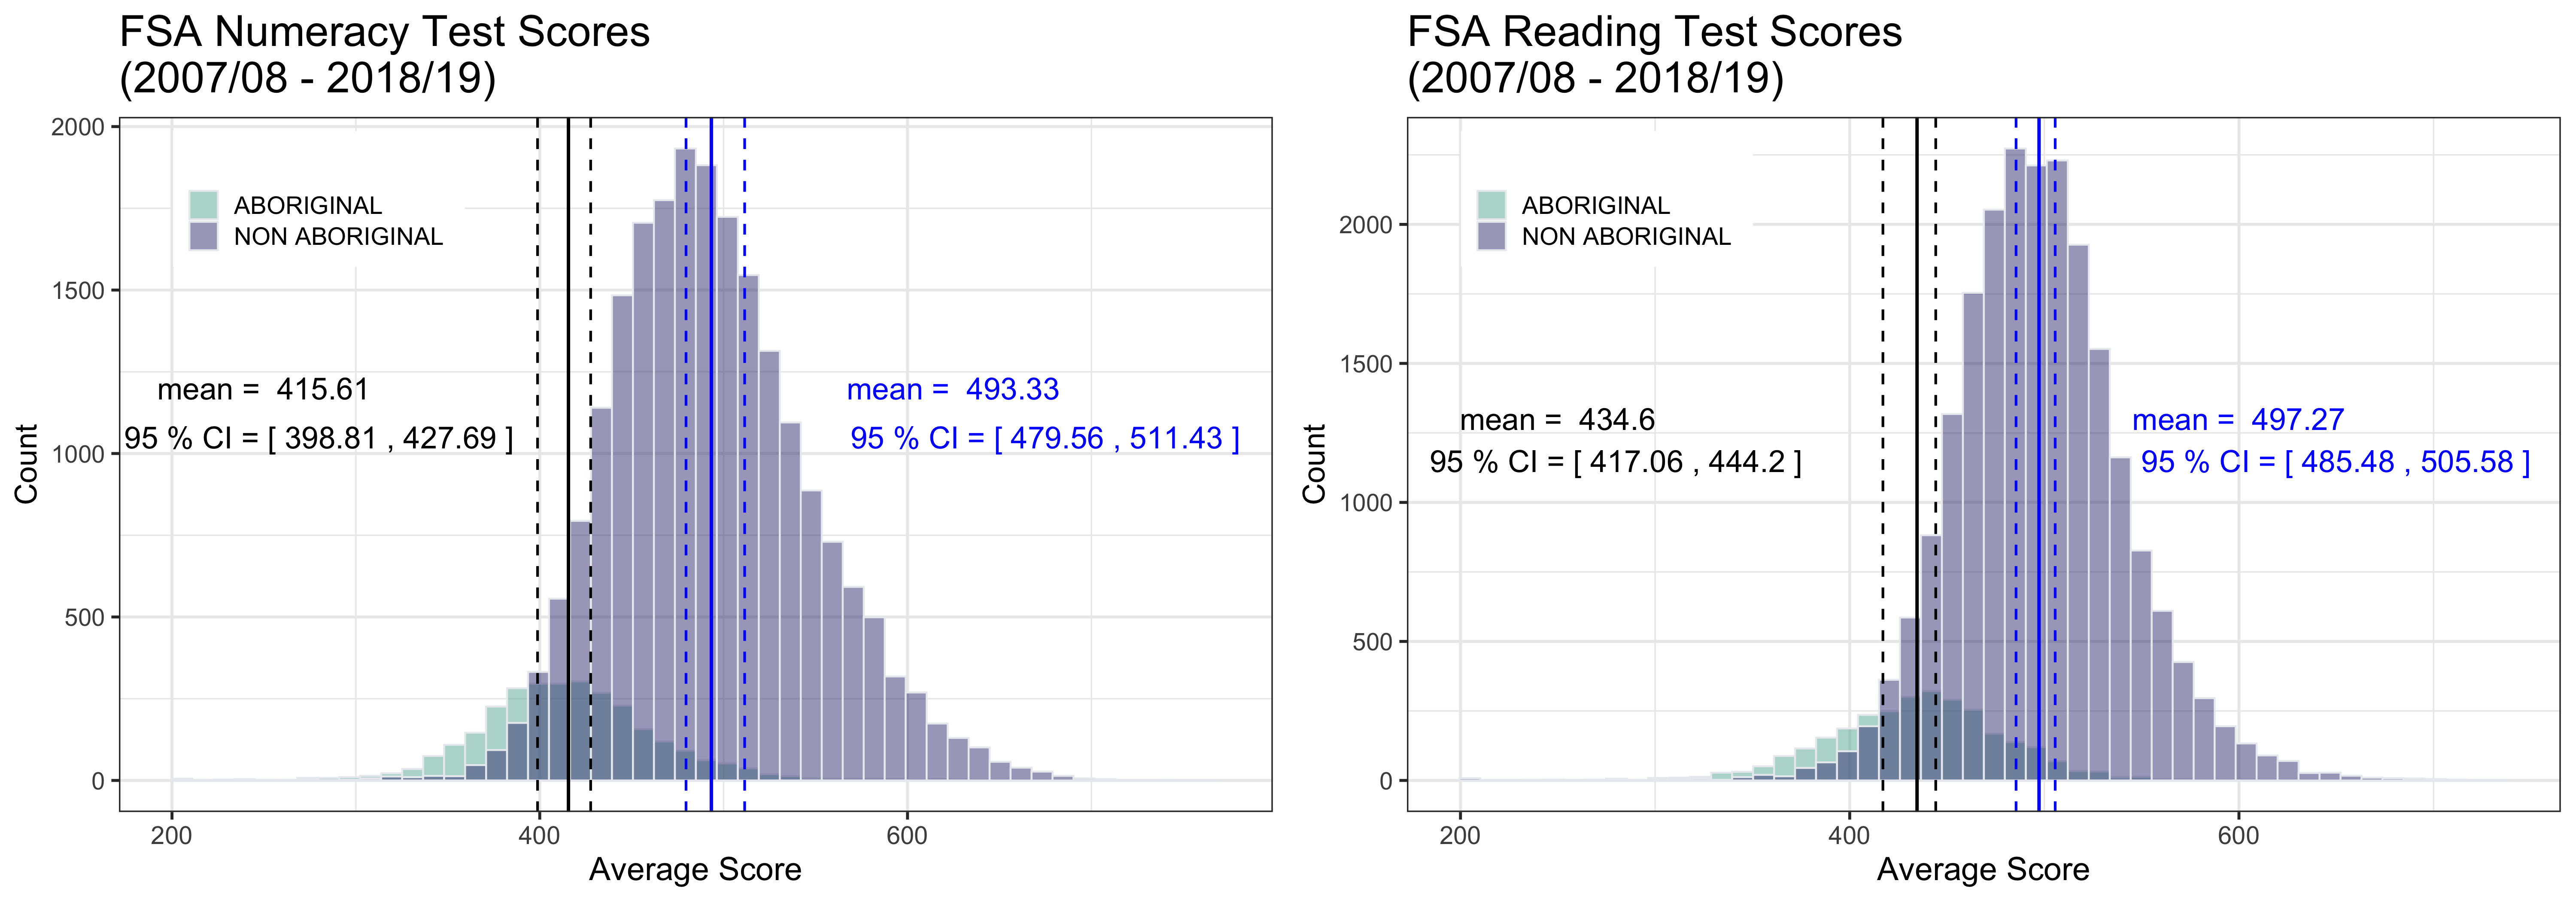 FSA Numeracy Test Scores
(2007/08 - 2018/19)
2000
1500
1000
500
0
Count
ABORIGINAL
NON ABORIGINAL
mean =  415.61
95 % CI = [ 398.81 , 427.69 ]
mean =  493.33
95 % CI = [ 479.56 , 511.43 ]
200
400
600
Average Score
FSA Reading Test Scores
(2007/08 - 2018/19)
2000
1500
1000
500
0
Count
ABORIGINAL
NON ABORIGINAL
mean =  434.6
95 % CI = [ 417.06 , 444.2 ]
mean =  497.27
95 % CI = [ 485.48 , 505.58 ]
200
400
600
Average Score